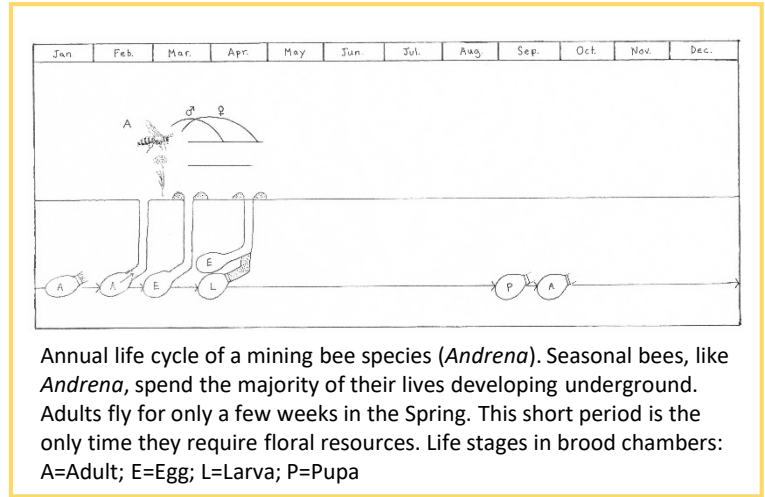 Jan. Feb. Mar. Apr. May Jun. Jul. Aug. Sep. Oct. Nov. Dec.
♂ ♀
A
E
A A E L P A
Annual life cycle of a mining bee species (Andrena). Seasonal bees, like
Andrena, spend the majority of their lives developing underground.
Adults fly for only a few weeks in the Spring. This short period is the
only time they require floral resources. Life stages in brood chambers:
A=Adult; E=Egg; L=Larva; P=Pupa